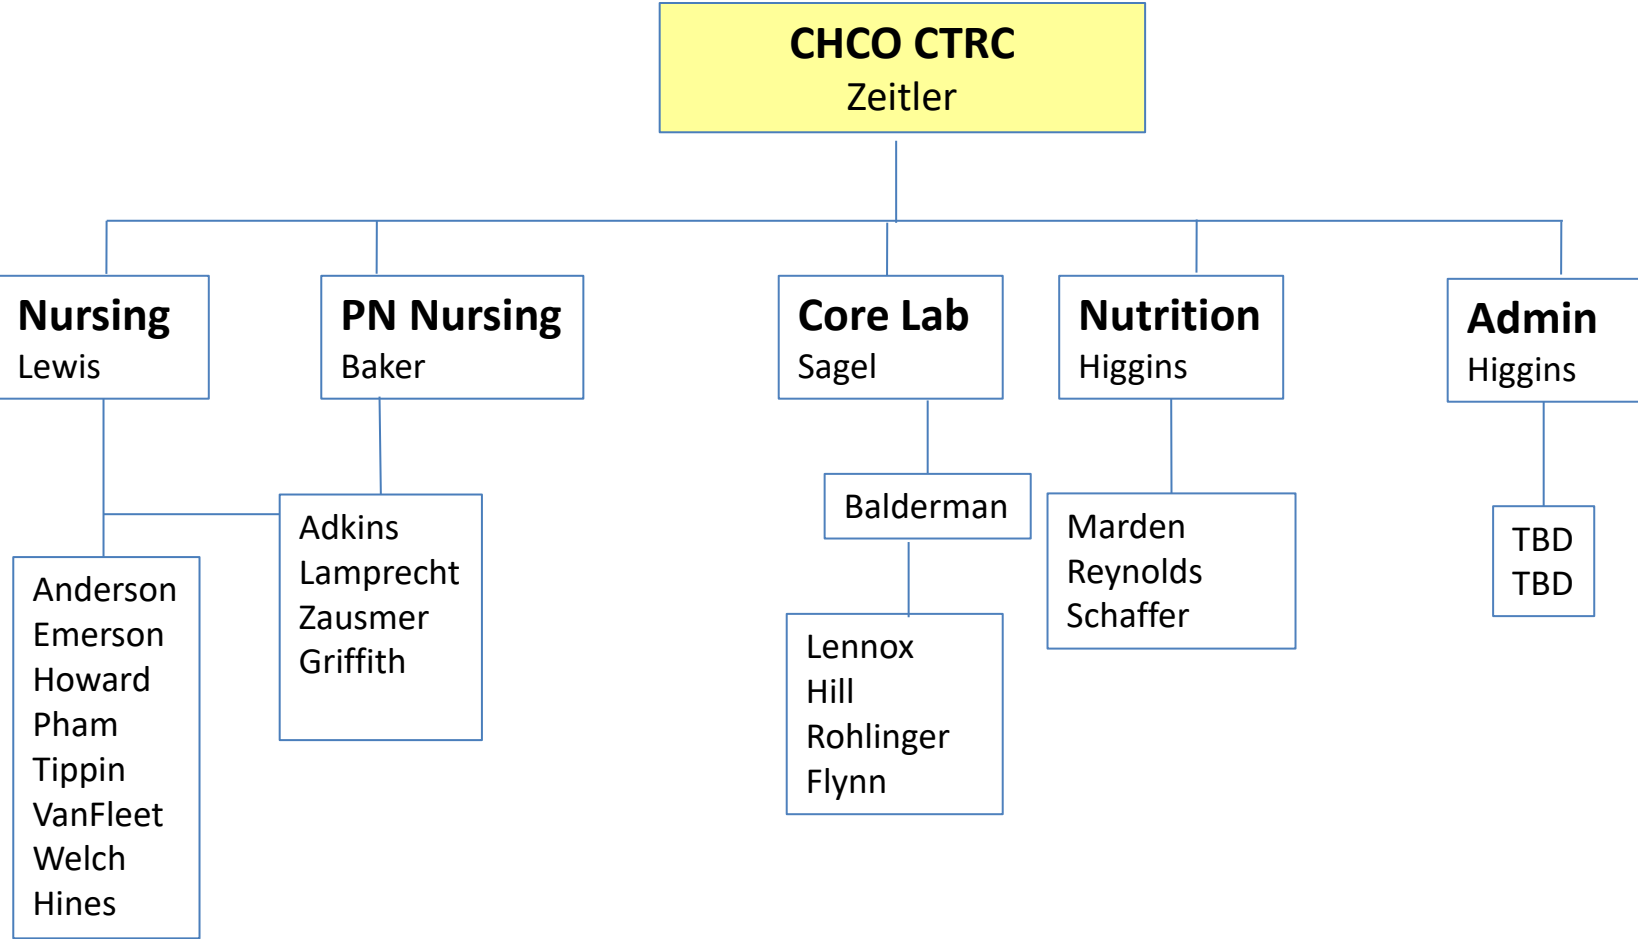 CHCO CTRC
Zeitler
Nursing
Lewis
PN Nursing
Baker
Core Lab
Sagel
Nutrition
Higgins
Admin
Higgins
Anderson
Emerson
Howard
Pham
Tippin
VanFleet
Welch
Hines
Adkins
Lamprecht
Zausmer
Griffith
Balderman
Lennox
Hill
Rohlinger
Flynn
Marden
Reynolds
Schaffer
TBD
TBD